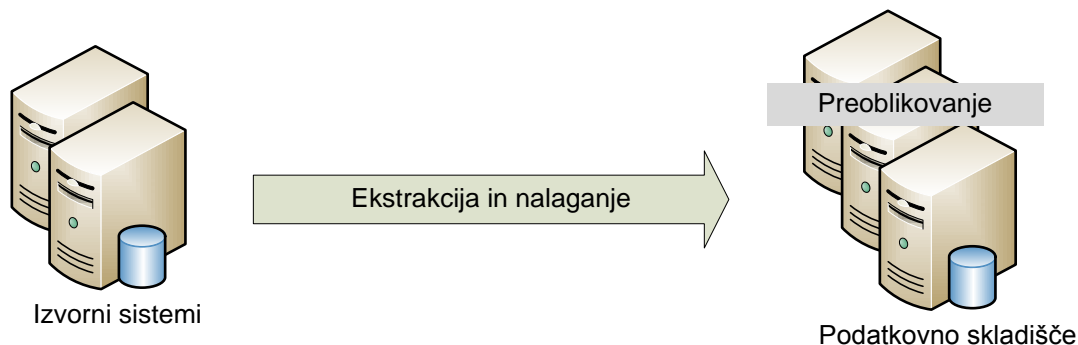 Preoblikovanje
Ekstrakcija in nalaganje
Izvorni sistemi
Podatkovno skladišče